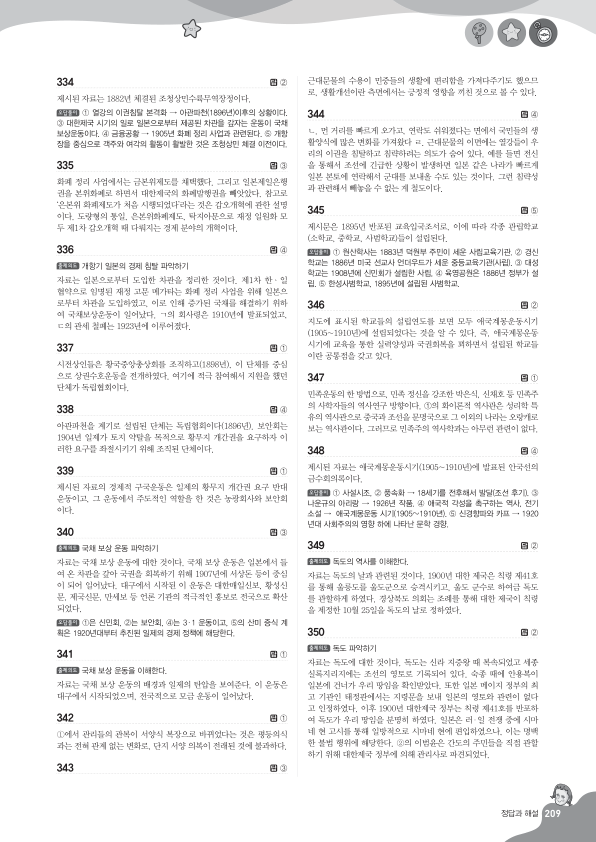 334 답 ②
제시된 자료는 1882년 체결된 조청상민수륙무역장정이다.
오답풀이 ① 열강의 이권침탈 본격화 → 아관파천(1896년)이후의 상황이다.
③ 대한제국 시기의 일로 일본으로부터 제공된 차관을 갚자는 운동이 국채
보상운동이다. ④ 금융공황 → 1905년 화폐 정리 사업과 관련된다. ⑤ 개항
장을 중심으로 객주와 여각의 활동이 활발한 것은 조청상민 체결 이전이다.
335 답 ③
화폐 정리 사업에서는 금본위제도를 채택했다. 그리고 일본제일은행
권을 본위화폐로 하면서 대한제국의 화폐발행권을 빼앗았다. 참고로
'은본위 화폐제도가 처음 시행되었다'라는 것은 갑오개혁에 관한 설명
이다. 도량형의 통일, 은본위화폐제도, 탁지아문으로 재정 일원화 모
두 제1차 갑오개혁 때 다뤄지는 경제 분야의 개혁이다.
336 답 ④
출제의도 개항기 일본의 경제 침탈 파악하기
자료는 일본으로부터 도입한 차관을 정리한 것이다. 제1차 한·일
협약으로 임명된 재정 고문 메가타는 화폐 정리 사업을 위해 일본으
로부터 차관을 도입하였고, 이로 인해 증가된 국채를 해결하기 위하
여 국채보상운동이 일어났다. ㄱ의 회사령은 1910년에 발표되었고,
ㄷ의 관세 철폐는 1923년에 이루어졌다.
337 답 ①
시전상인들은 황국중앙총상회를 조직하고(1898년), 이 단체를 중심
으로 상권수호운동을 전개하였다. 여기에 적극 참여해서 지원을 했던
단체가 독립협회이다.
338 답 ④
아관파천을 계기로 설립된 단체는 독립협회이다(1896년). 보안회는
1904년 일제가 토지 약탈을 목적으로 황무지 개간권을 요구하자 이
러한 요구를 좌절시키기 위해 조직된 단체이다.
339 답 ①
제시된 자료의 경제적 구국운동은 일제의 황무지 개간권 요구 반대
운동이고, 그 운동에서 주도적인 역할을 한 것은 농광회사와 보안회
이다.
340 답 ③
출제의도 국채 보상 운동 파악하기
자료는 국채 보상 운동에 대한 것이다. 국채 보상 운동은 일본에서 들
여 온 차관을 갚아 국권을 회복하기 위해 1907년에 서상돈 등이 중심
이 되어 일어났다. 대구에서 시작된 이 운동은 대한매일신보, 황성신
문, 제국신문, 만세보 등 언론 기관의 적극적인 홍보로 전국으로 확산
되었다.
오답풀이 ①은 신민회, ②는 보안회, ④는 3·1 운동이고, ⑤의 산미 증식 계
획은 1920년대부터 추진된 일제의 경제 정책에 해당한다.
341 답 ①
출제의도 국채 보상 운동을 이해한다.
자료는 국채 보상 운동의 배경과 일제의 탄압을 보여준다. 이 운동은
대구에서 시작되었으며, 전국적으로 모금 운동이 일어났다.
342 답 ①
①에서 관리들의 관복이 서양식 복장으로 바뀌었다는 것은 평등의식
과는 전혀 관계 없는 변화로, 단지 서양 의복이 전래된 것에 불과하다.
343 답 ③
근대문물의 수용이 민중들의 생활에 편리함을 가져다주기도 했으므
로, 생활개선이란 측면에서는 긍정적 영향을 끼친 것으로 볼 수 있다.
344 답 ④
ㄴ. 먼 거리를 빠르게 오가고, 연락도 쉬워졌다는 면에서 국민들의 생
활양식에 많은 변화를 가져왔다 ㄹ. 근대문물의 이면에는 열강들이 우
리의 이권을 침탈하고 침략하려는 의도가 숨어 있다. 예를 들면 전신
을 통해서 조선에 긴급한 상황이 발생하면 일본 같은 나라가 빠르게
일본 본토에 연락해서 군대를 보내올 수도 있는 것이다. 그런 침략성
과 관련해서 빼놓을 수 없는 게 철도이다.
345 답 ⑤
제시문은 1895년 반포된 교육입국조서로, 이에 따라 각종 관립학교
(소학교, 중학교, 사범학교)들이 설립된다.
오답풀이 ① 원산학사는 1883년 덕원부 주민이 세운 사립교육기관, ② 경신
학교는 1886년 미국 선교사 언더우드가 세운 중등교육기관(사립), ③ 대성
학교는 1908년에 신민회가 설립한 사립, ④ 육영공원은 1886년 정부가 설
립, ⑤ 한성사범학교, 1895년에 설립된 사범학교.
346 답 ②
지도에 표시된 학교들의 설립연도를 보면 모두 애국계몽운동시기
(1905~1910년)에 설립되었다는 것을 알 수 있다. 즉, 애국계몽운동
시기에 교육을 통한 실력양성과 국권회복을 꾀하면서 설립된 학교들
이란 공통점을 갖고 있다.
347 답 ①
민족운동의 한 방법으로, 민족 정신을 강조한 박은식, 신채호 등 민족주
의 사학자들의 역사연구 방향이다. ①의 화이론적 역사관은 성리학 특
유의 역사관으로 중국과 조선을 문명국으로 그 이외의 나라는 오랑캐로
보는 역사관이다. 그러므로 민족주의 역사학과는 아무런 관련이 없다.
348 답 ④
제시된 자료는 애국계몽운동시기(1905~1910년)에 발표된 안국선의
금수회의록이다.
오답풀이 ① 사설시조, ② 풍속화 → 18세기를 전후해서 발달(조선 후기). ③
나운규의 아리랑 → 1926년 작품, ④ 애국적 각성을 촉구하는 역사, 전기
소설 → 애국계몽운동 시기(1905~1910년). ⑤ 신경향파와 카프 → 1920
년대 사회주의의 영향 하에 나타난 문학 경향.
349 답 ②
출제의도 독도의 역사를 이해한다.
자료는 독도의 날과 관련된 것이다. 1900년 대한 제국은 칙령 제41호
를 통해 울릉도를 울도군으로 승격시키고, 울도 군수로 하여금 독도
를 관할하게 하였다. 경상북도 의회는 조례를 통해 대한 제국이 칙령
을 제정한 10월 25일을 독도의 날로 정하였다.
350 답 ②
출제의도 독도 파악하기
자료는 독도에 대한 것이다. 독도는 신라 지증왕 때 복속되었고 세종
실록지리지에는 조선의 영토로 기록되어 있다. 숙종 때에 안용복이
일본에 건너가 우리 땅임을 확인받았다. 또한 일본 메이지 정부의 최
고 기관인 태정관에서는 지령문을 보내 일본의 영토와 관련이 없다
고 인정하였다. 이후 1900년 대한제국 정부는 칙령 제41호를 반포하
여 독도가 우리 땅임을 분명히 하였다. 일본은 러·일 전쟁 중에 시마
네 현 고시를 통해 일방적으로 시마네 현에 편입하였으나, 이는 명백
한 불법 행위에 해당한다. ②의 이범윤은 간도의 주민들을 직접 관할
하기 위해 대한제국 정부에 의해 관리사로 파견되었다.
정답과 해설 209